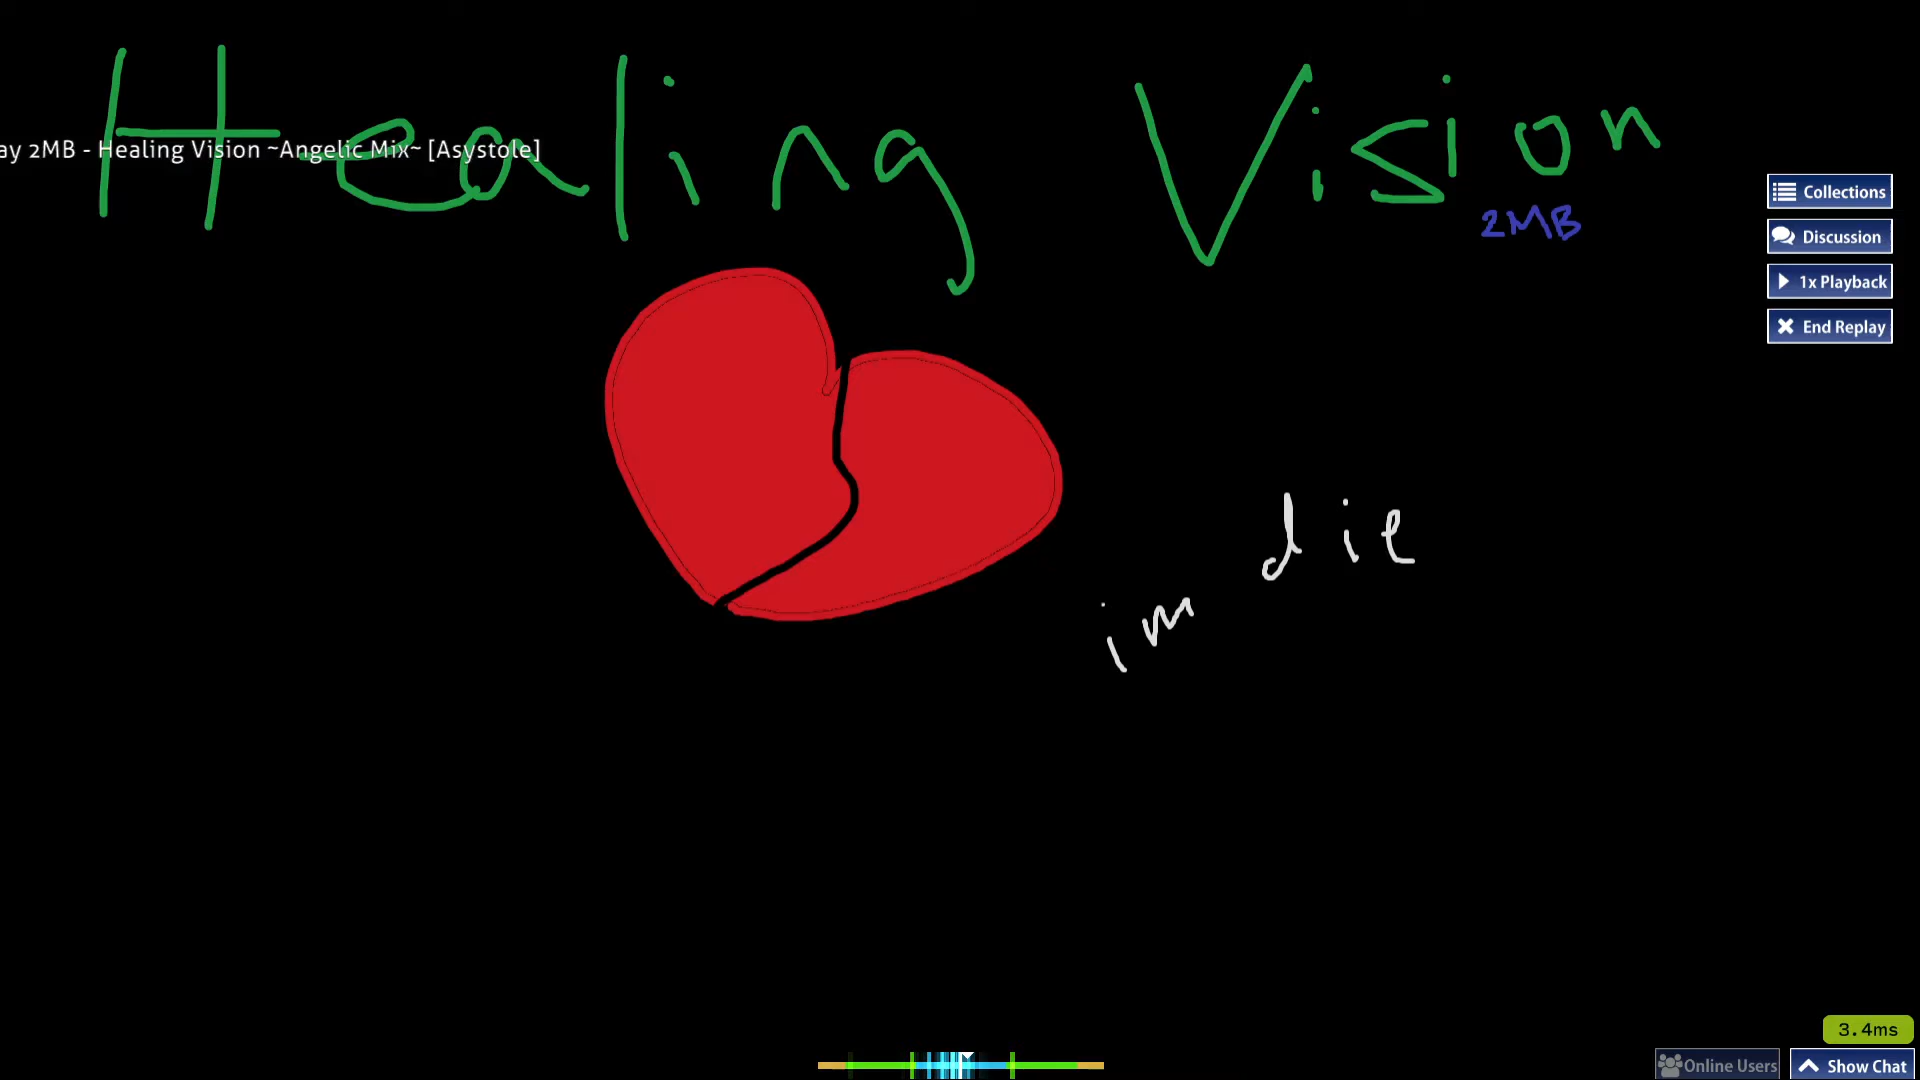 Healing Vision
ay 2MB - Healing Vision ~Angelic Mix~ [Asystole]
2MB
Collections
Discussion
1x Playback
End Replay
im die
3.4ms
Online Users
Show Chat